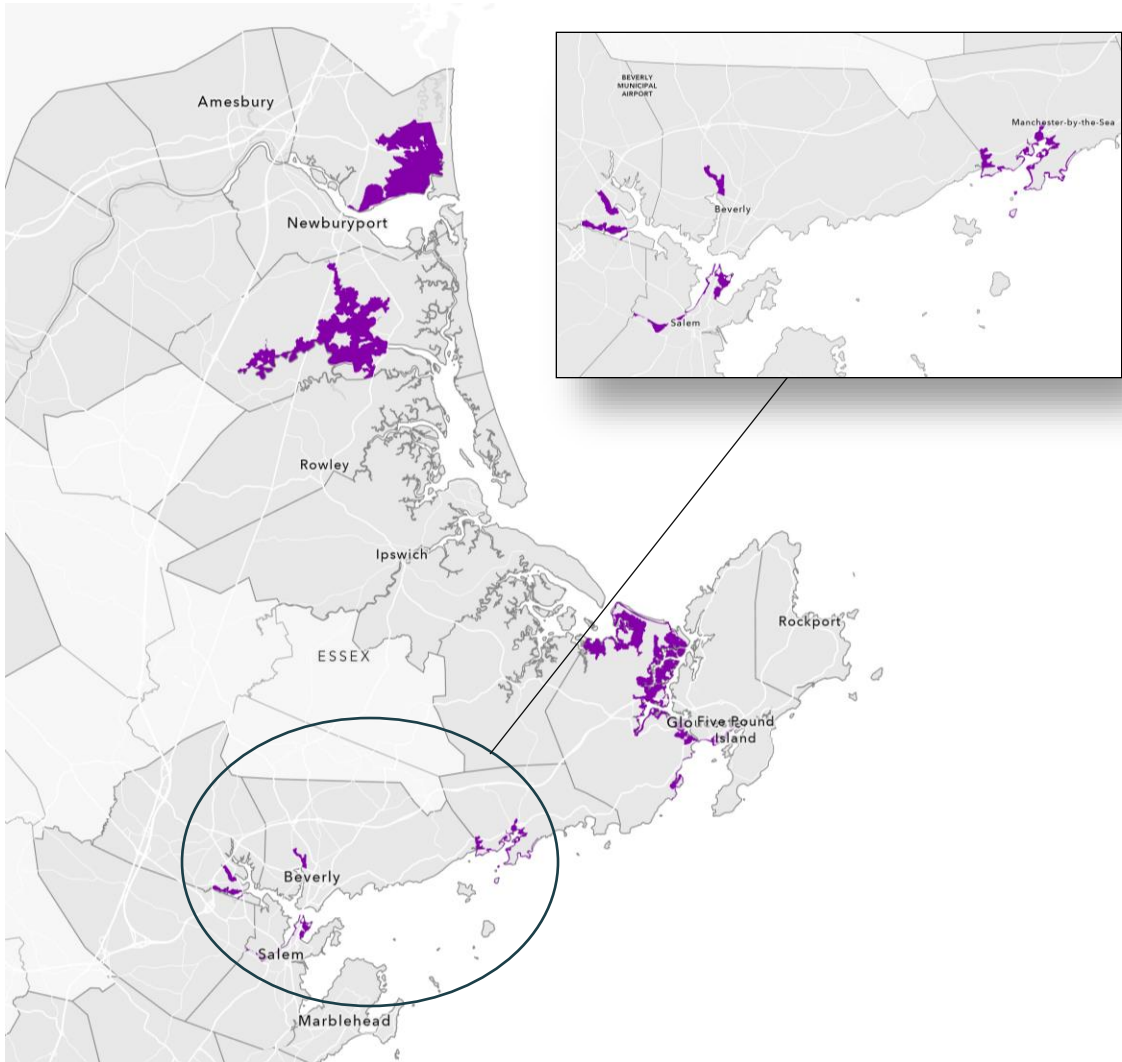 Amesbury
Newburyport
Rowley
Ipswich
ESSEX
Rockport
Five Pound
Island
Beverly
Salem
Marblehead
BEVERLY
MUNICIPAL
AIRPORT
Manchester-by-the-Sea
Beverly
Salem